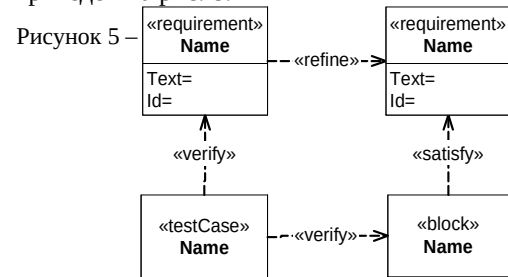 Рисунок 5 –
«requirement»
Name
Text=
Id=
«refine»
«requirement»
Name
Text=
Id=
«verify»
«satisfy»
«testCase»
Name
«verify»
«block»
Name